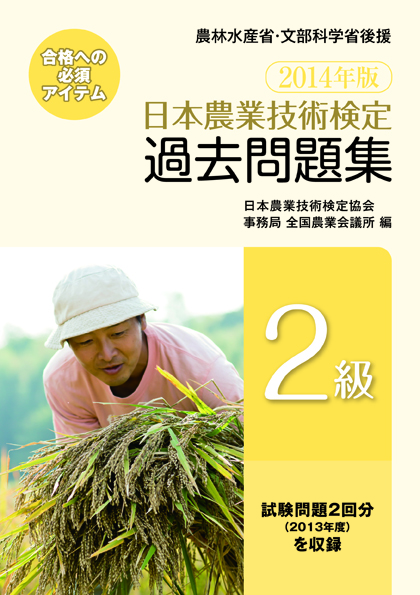 農林水産省・文部科学省後援
合格への
必須
アイテム
2014年版
日本農業技術検定
過去問題集
日本農業技術検定協会
事務局 全国農業会議所 編
2級
試験問題2回分
（2013年度）
を収録